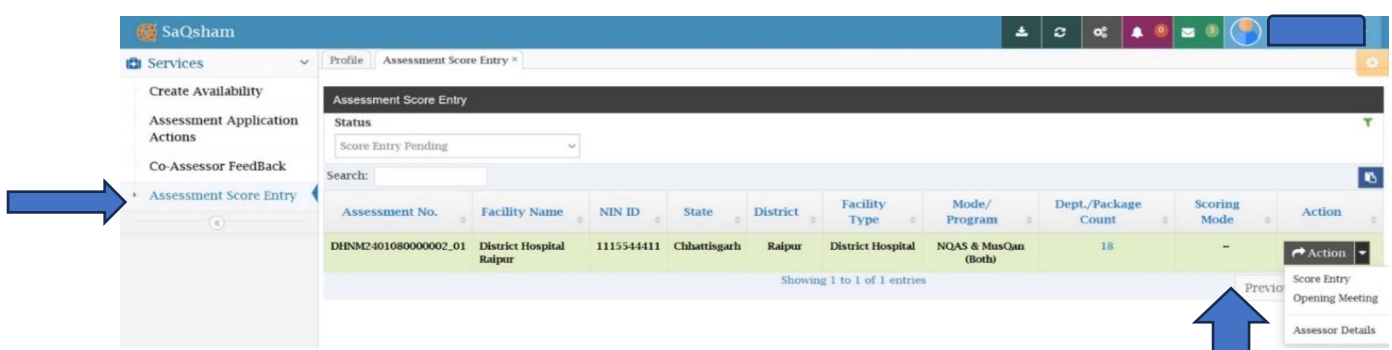 SaQsham
0
3
Services
Profile
Assessment Score Entry ×
Create Availability
Assessment Application
Actions
Co-Assessor FeedBack
Assessment Score Entry
Assessment Score Entry
Status
Score Entry Pending
Search:
Assessment No.
Facility Name
NIN ID
State
District
Facility
Type
Mode/
Program
Dept./Package
Count
Scoring
Mode
Action
DHNM2401080000002_01
District Hospital
Raipur
1115544411
Chhattisgarh
Raipur
District Hospital
NQAS & MusQan
(Both)
18
–
Action
Showing 1 to 1 of 1 entries
Score Entry
Opening Meeting
Assessor Details